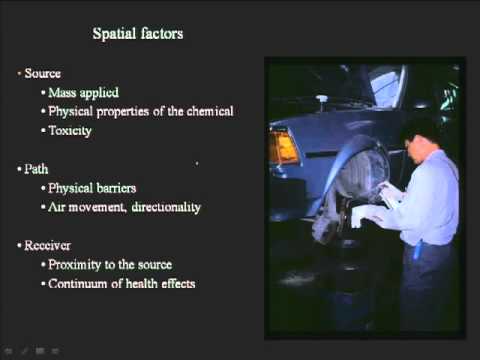 Spatial factors
• Source
• Mass applied
• Physical properties of the chemical
• Toxicity
• Path
• Physical barriers
• Air movement, directionality
• Receiver
• Proximity to the source
• Continuum of health effects